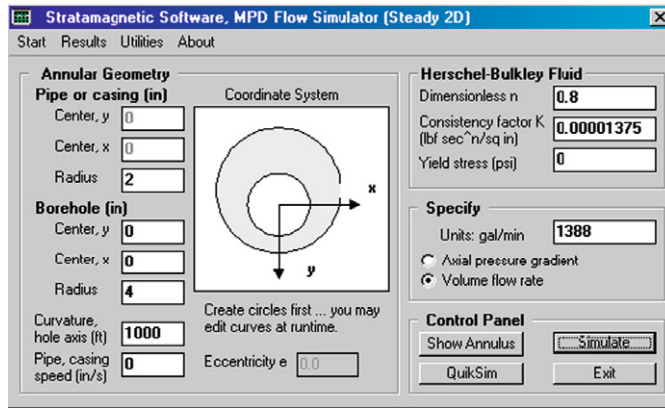 Stratamagnetic Software, MPD Flow Simulator (Steady 2D)
Start Results Utilities About
Annular Geometry
Pipe or casing (in)
Center, y 0
Center, x 0
Radius 2
Borehole (in)
Center, y 0
Center, x 0
Radius 4
Curvature,
hole axis (ft) 1000
Pipe, casing
speed (in/s) 0
Coordinate System
x
y
Create circles first ... you may
edit curves at runtime.
Eccentricity e 0.0
Herschel-Bulkley Fluid
Dimensionless n 0.8
Consistency factor K
(lbf sec^n/sq in) 0.00001375
Yield stress (psi) 0
Specify
Units: gal/min 1388
Axial pressure gradient
Volume flow rate
Control Panel
Show Annulus Simulate
QuikSim Exit